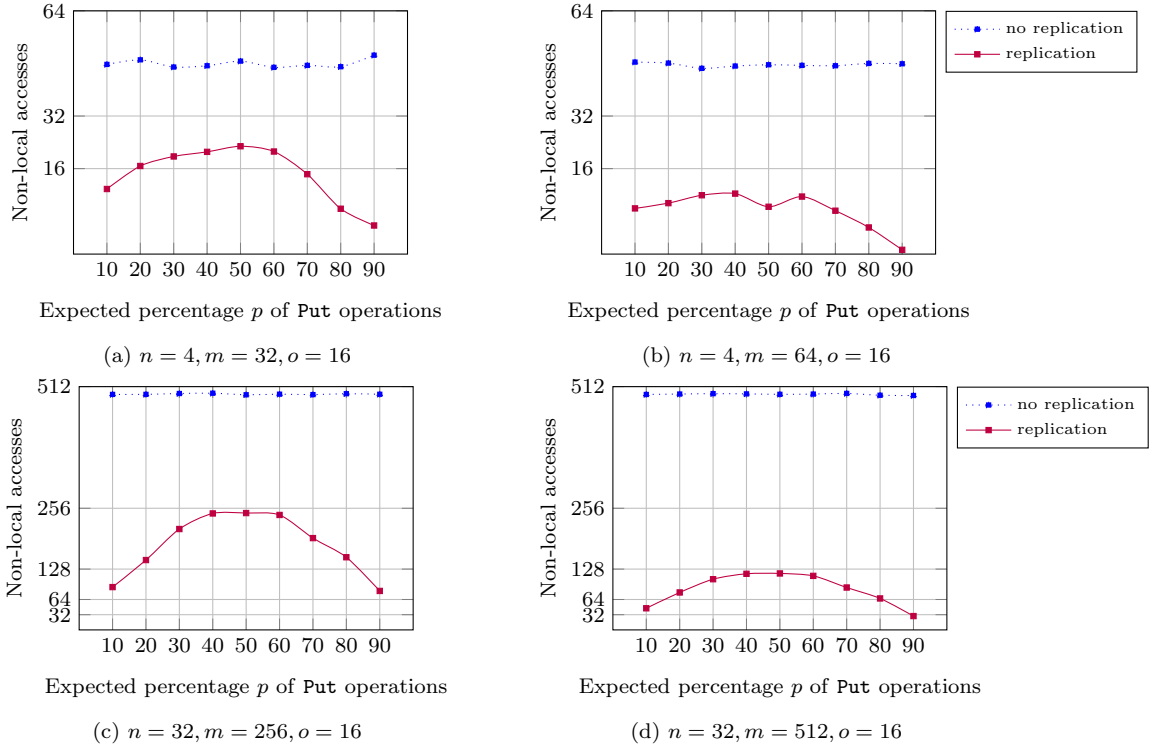 64
32
16
Non-local accesses
10 20 30 40 50 60 70 80 90
Expected percentage p of Put operations
(a) n = 4, m = 32, o = 16
64
32
16
Non-local accesses
10 20 30 40 50 60 70 80 90
Expected percentage p of Put operations
(b) n = 4, m = 64, o = 16
no replication
replication
512
256
128
64
32
Non-local accesses
10 20 30 40 50 60 70 80 90
Expected percentage p of Put operations
(c) n = 32, m = 256, o = 16
512
256
128
64
32
Non-local accesses
10 20 30 40 50 60 70 80 90
Expected percentage p of Put operations
(d) n = 32, m = 512, o = 16
no replication
replication